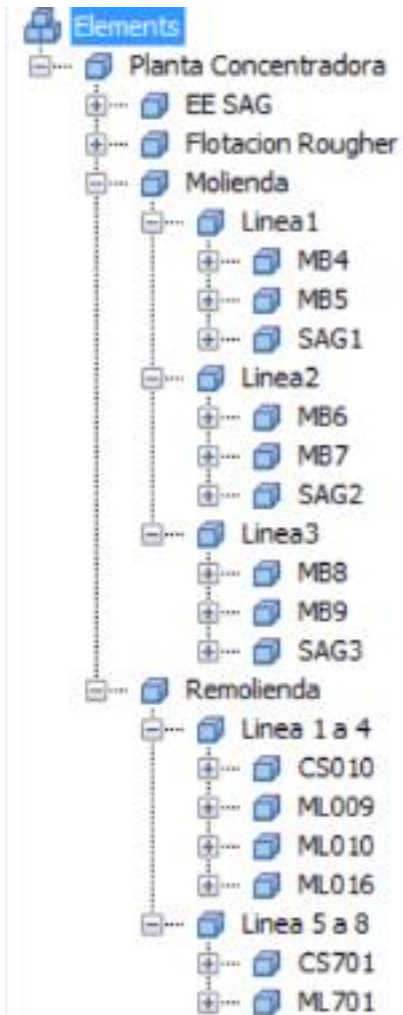 Elements
Planta Concentradora
EE SAG
Flotacion Rougher
Molienda
Linea1
MB4
MB5
SAG1
Linea2
MB6
MB7
SAG2
Linea3
MB8
MB9
SAG3
Remolienda
Linea 1 a 4
CS010
ML009
ML010
ML016
Linea 5 a 8
CS701
ML701